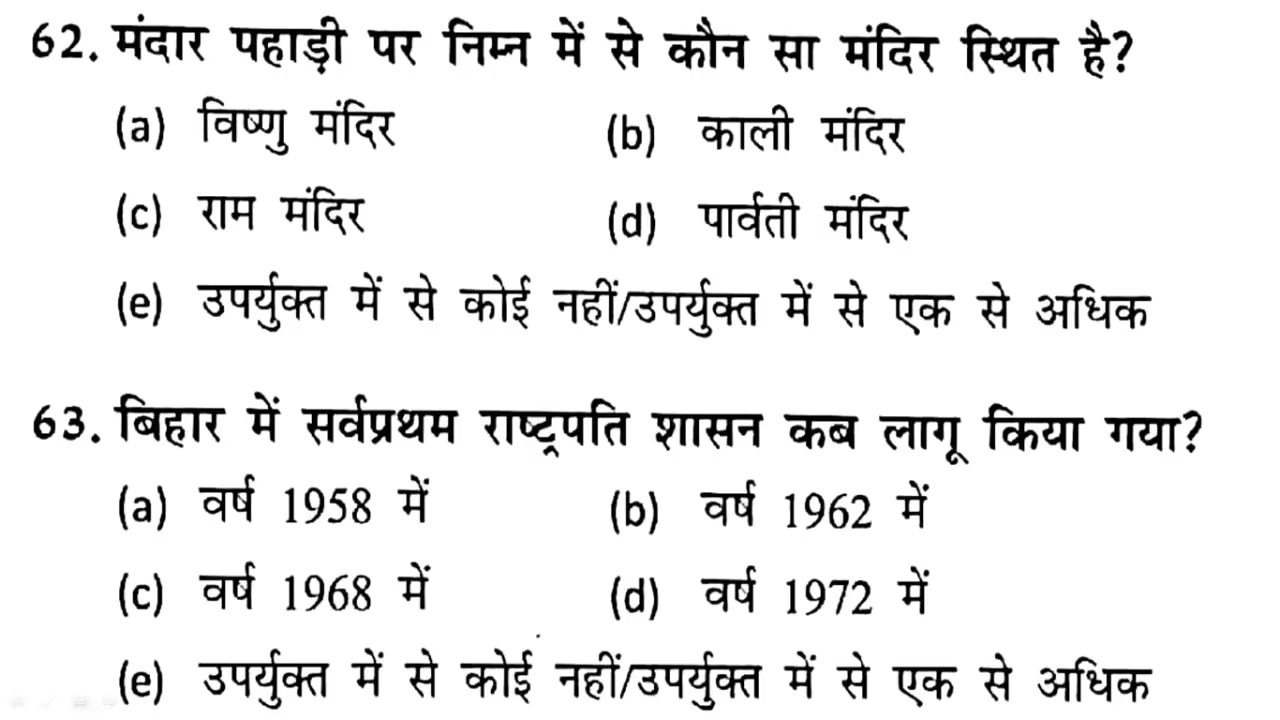 62. मंदार पहाड़ी पर निम्न में से कौन सा मंदिर स्थित है?
(a) विष्णु मंदिर (b) काली मंदिर
(c) राम मंदिर (d) पार्वती मंदिर
(e) उपर्युक्त में से कोई नहीं/उपर्युक्त में से एक से अधिक
63. बिहार में सर्वप्रथम राष्ट्रपति शासन कब लागू किया गया?
(a) वर्ष 1958 में (b) वर्ष 1962 में
(c) वर्ष 1968 में (d) वर्ष 1972 में
(e) उपर्युक्त में से कोई नहीं/उपर्युक्त में से एक से अधिक